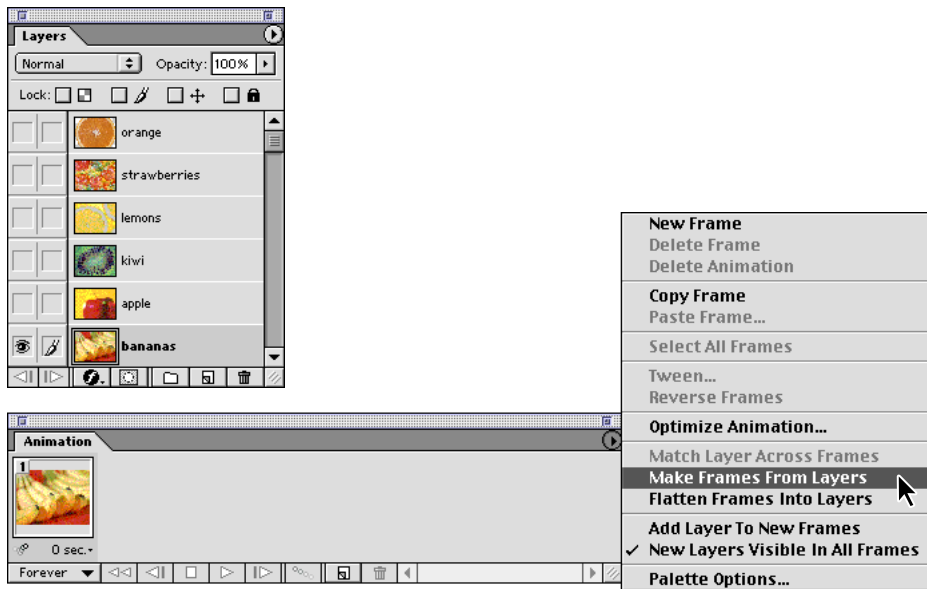 Layers
Normal Opacity: 100%
Lock:
orange
strawberries
lemons
kiwi
apple
bananas
New Frame
Delete Frame
Delete Animation
Copy Frame
Paste Frame...
Select All Frames
Tween...
Reverse Frames
Optimize Animation...
Match Layer Across Frames
Make Frames From Layers
Flatten Frames Into Layers
Add Layer To New Frames
✓ New Layers Visible In All Frames
Palette Options...
Animation
1
0 sec.
Forever